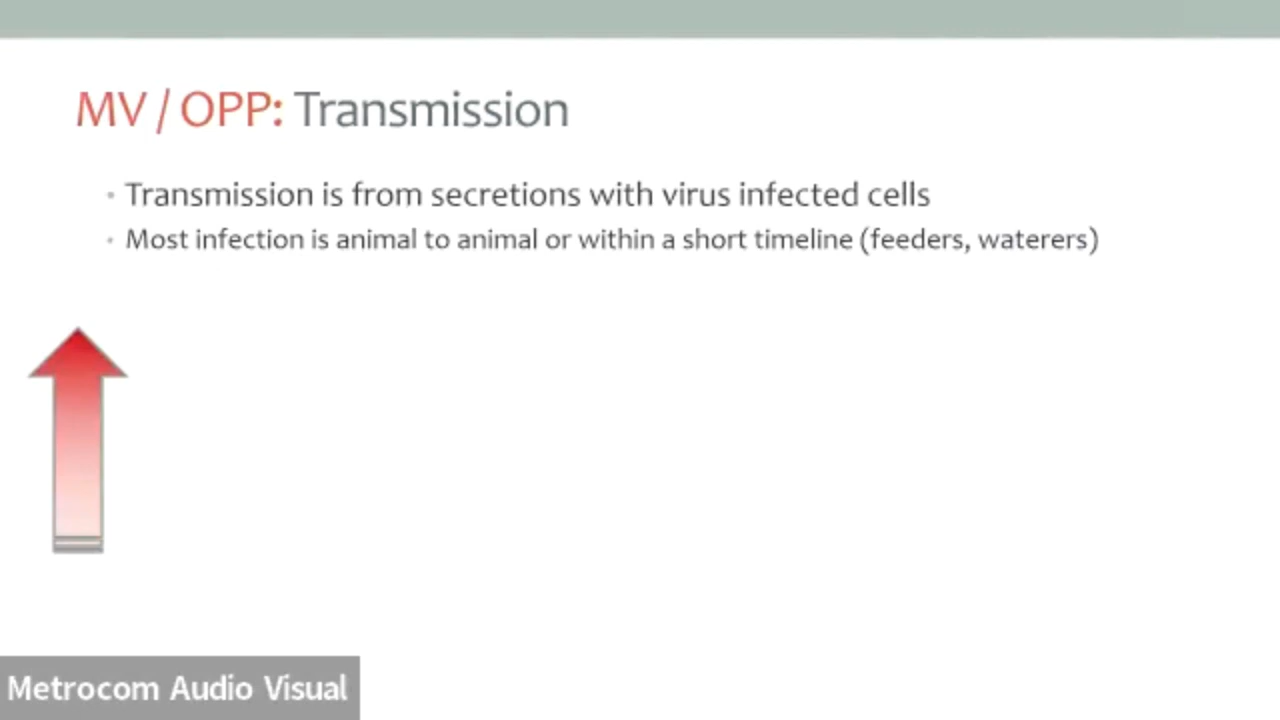 MV / OPP: Transmission
• Transmission is from secretions with virus infected cells
• Most infection is animal to animal or within a short timeline (feeders, waterers)
Metrocom Audio Visual